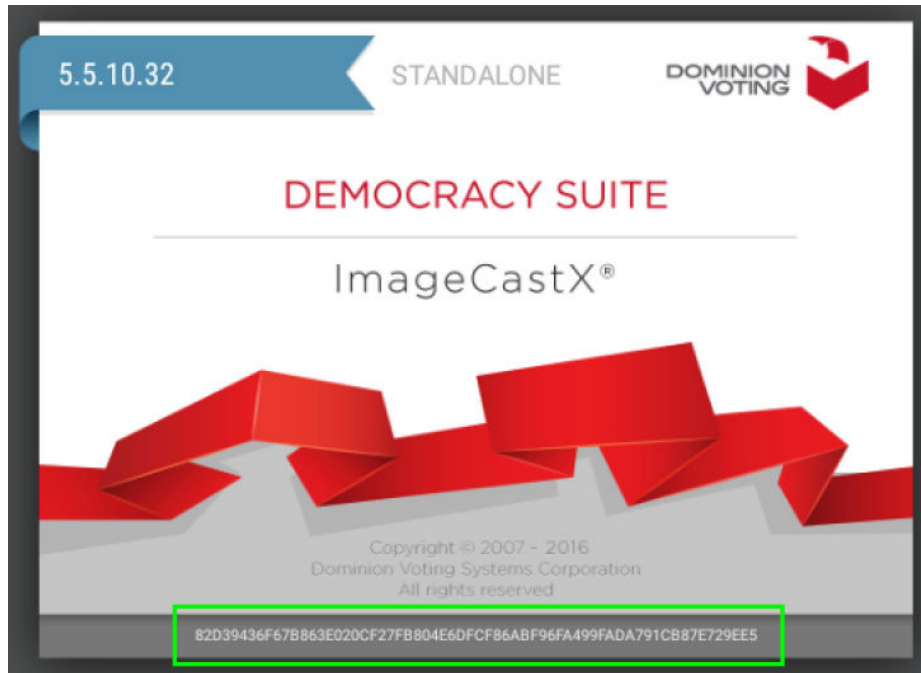 5.5.10.32
STANDALONE
DOMINION
VOTING
DEMOCRACY SUITE
ImageCastX®
Copyright © 2007 - 2016
Dominion Voting Systems Corporation
All rights reserved
82D39436F67B863E020CF27FB804E6DFCF86ABF96FA499FADA791CB87E729EE5